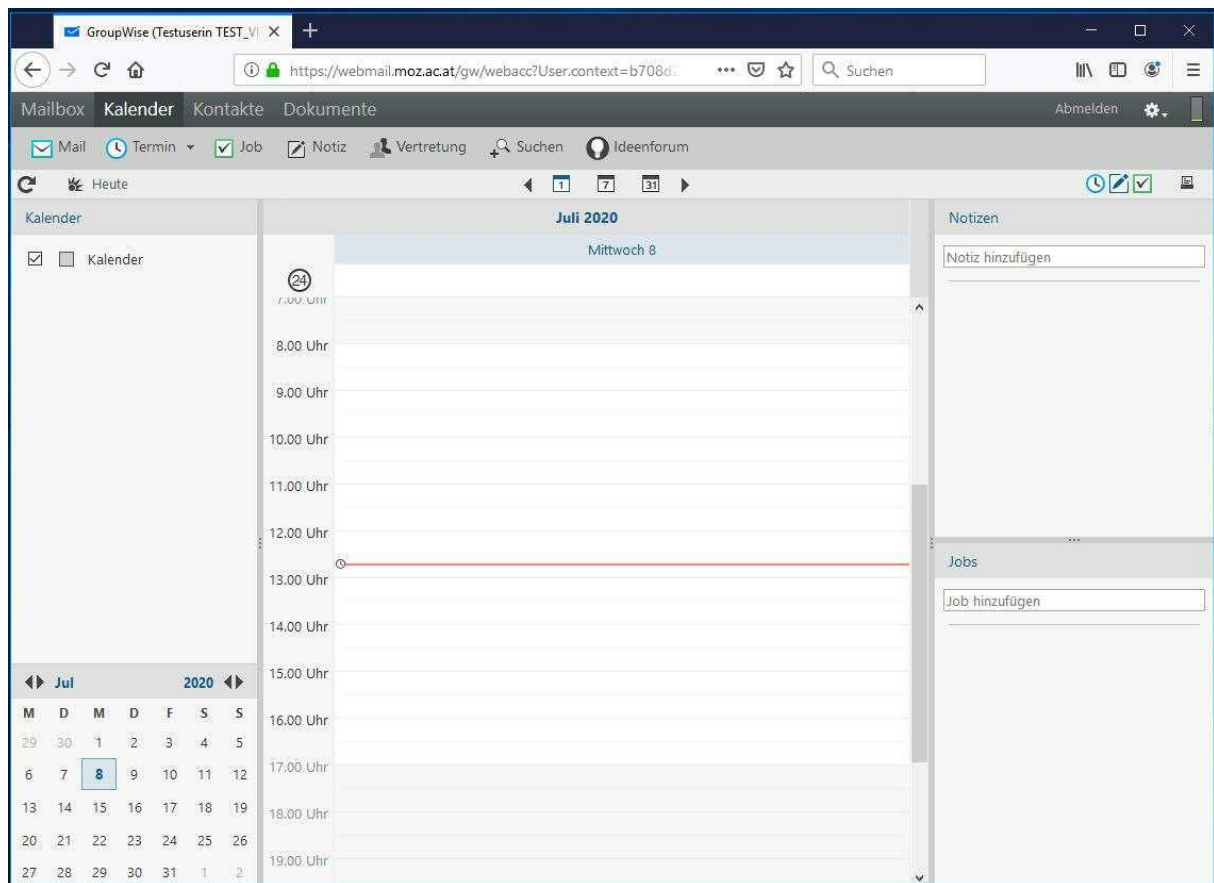 GroupWise (Testuserin TEST_VI
https://webmail.moz.ac.at/gw/webacc?User.context=b708d
Suchen
Mailbox Kalender Kontakte Dokumente Abmelden
Mail Termin Job Notiz Vertretung Suchen Ideenforum
Heute 1 7 31
Kalender
Kalender
Juli 2020
Mittwoch 8
24
7.00 Uhr
8.00 Uhr
9.00 Uhr
10.00 Uhr
11.00 Uhr
12.00 Uhr
13.00 Uhr
14.00 Uhr
15.00 Uhr
16.00 Uhr
17.00 Uhr
18.00 Uhr
19.00 Uhr
Notizen
Notiz hinzufügen
Jobs
Job hinzufügen
Jul 2020
M D M D F S S
29 30 1 2 3 4 5
6 7 8 9 10 11 12
13 14 15 16 17 18 19
20 21 22 23 24 25 26
27 28 29 30 31 1 2